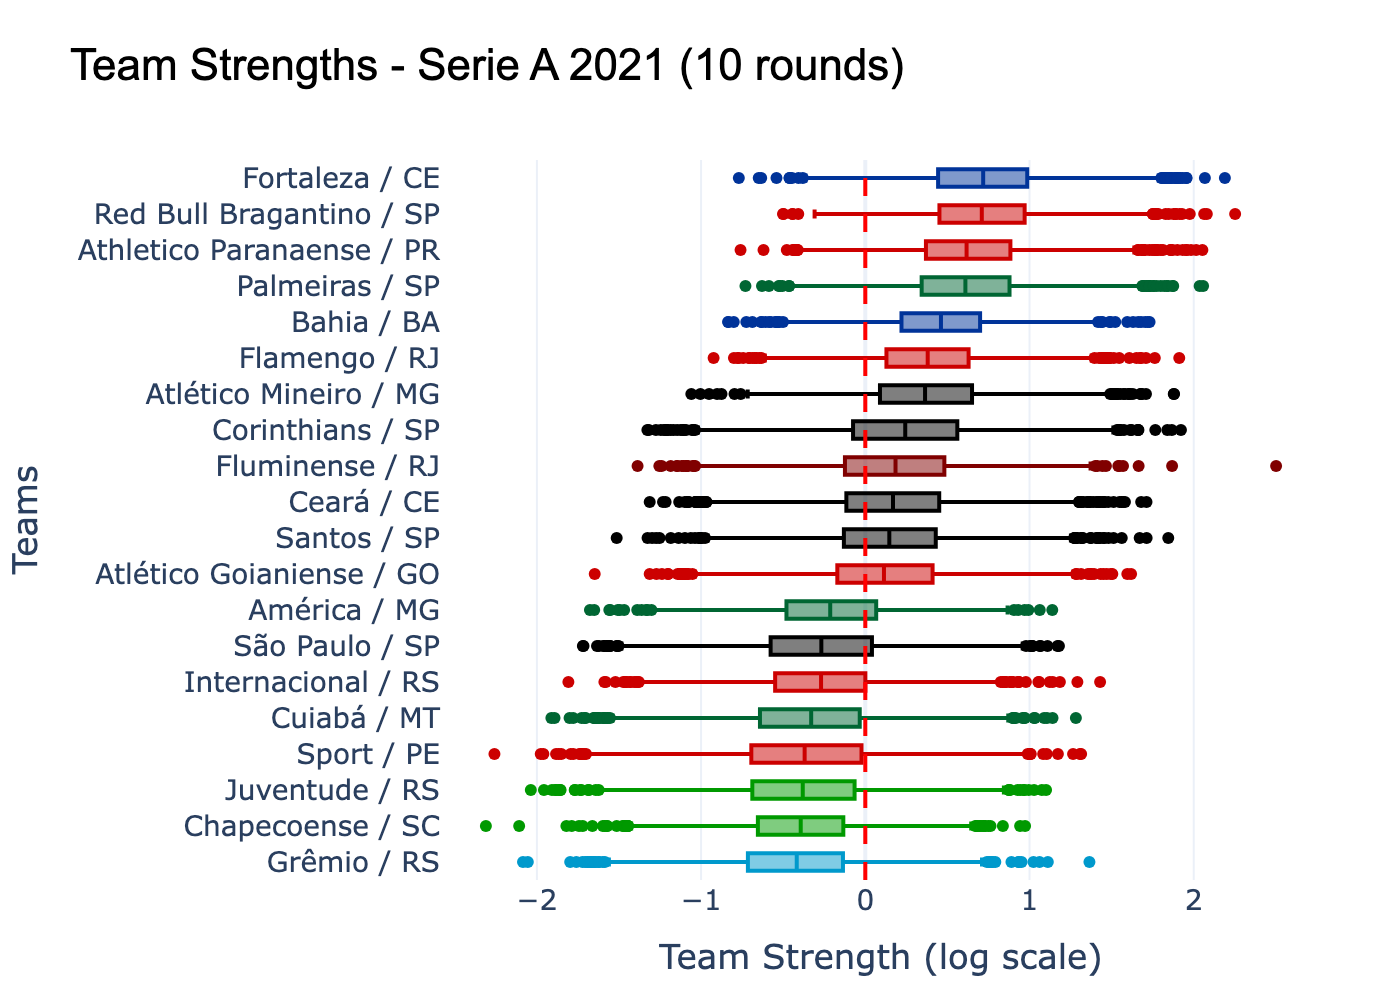 Team Strengths - Serie A 2021 (10 rounds)
Teams
Fortaleza / CE
Red Bull Bragantino / SP
Athletico Paranaense / PR
Palmeiras / SP
Bahia / BA
Flamengo / RJ
Atlético Mineiro / MG
Corinthians / SP
Fluminense / RJ
Ceará / CE
Santos / SP
Atlético Goianiense / GO
América / MG
São Paulo / SP
Internacional / RS
Cuiabá / MT
Sport / PE
Juventude / RS
Chapecoense / SC
Grêmio / RS
−2 −1 0 1 2
Team Strength (log scale)